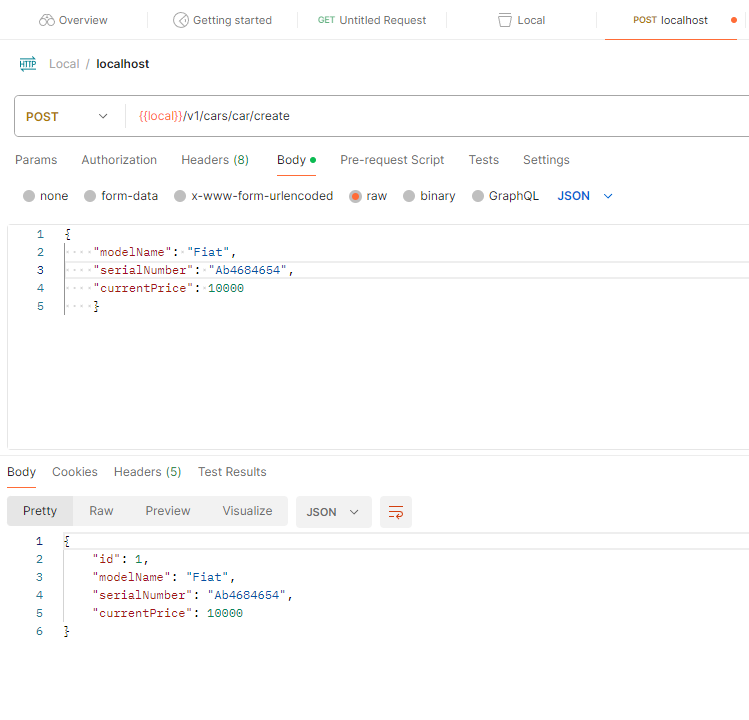 Overview Getting started GET Untitled Request Local POST localhost
HTTP Local / localhost
POST {{local}}/v1/cars/car/create
Params Authorization Headers (8) Body Pre-request Script Tests Settings
none form-data x-www-form-urlencoded raw binary GraphQL JSON
1 {
2 "modelName": "Fiat",
3 "serialNumber": "Ab4684654",
4 "currentPrice": 10000
5 }
Body Cookies Headers (5) Test Results
Pretty Raw Preview Visualize JSON
1 {
2 "id": 1,
3 "modelName": "Fiat",
4 "serialNumber": "Ab4684654",
5 "currentPrice": 10000
6 }